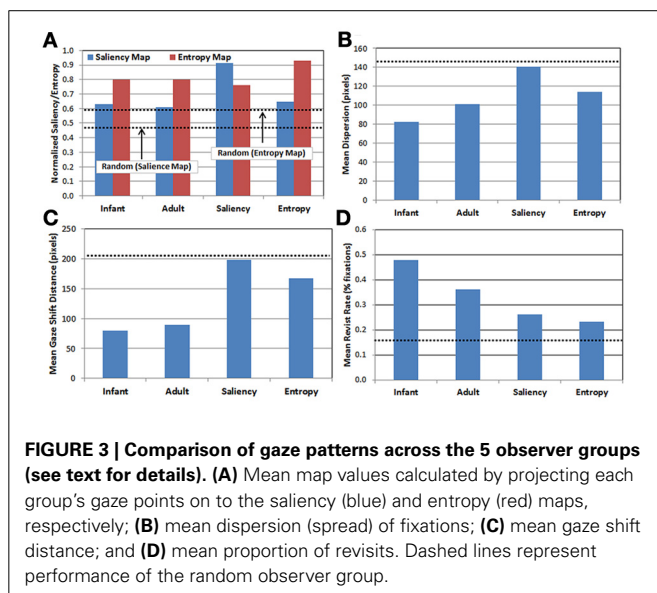 A
Saliency Map
Entropy Map
1.0
0.9
0.8
0.7
0.6
0.5
0.4
0.3
0.2
0.1
0.0
Normalized Saliency/Entropy
Random (Salience Map)
Random (Entropy Map)
Infant Adult Saliency Entropy
B
160
140
120
100
80
60
40
20
0
Mean Dispersion (pixels)
Infant Adult Saliency Entropy
C
250
200
150
100
50
0
Mean Gaze Shift Distance (pixels)
Infant Adult Saliency Entropy
D
0.6
0.5
0.4
0.3
0.2
0.1
0.0
Mean Revist Rate (% fixations)
Infant Adult Saliency Entropy
FIGURE 3 | Comparison of gaze patterns across the 5 observer groups
(see text for details). (A) Mean map values calculated by projecting each
group's gaze points on to the saliency (blue) and entropy (red) maps,
respectively; (B) mean dispersion (spread) of fixations; (C) mean gaze shift
distance; and (D) mean proportion of revisits. Dashed lines represent
performance of the random observer group.